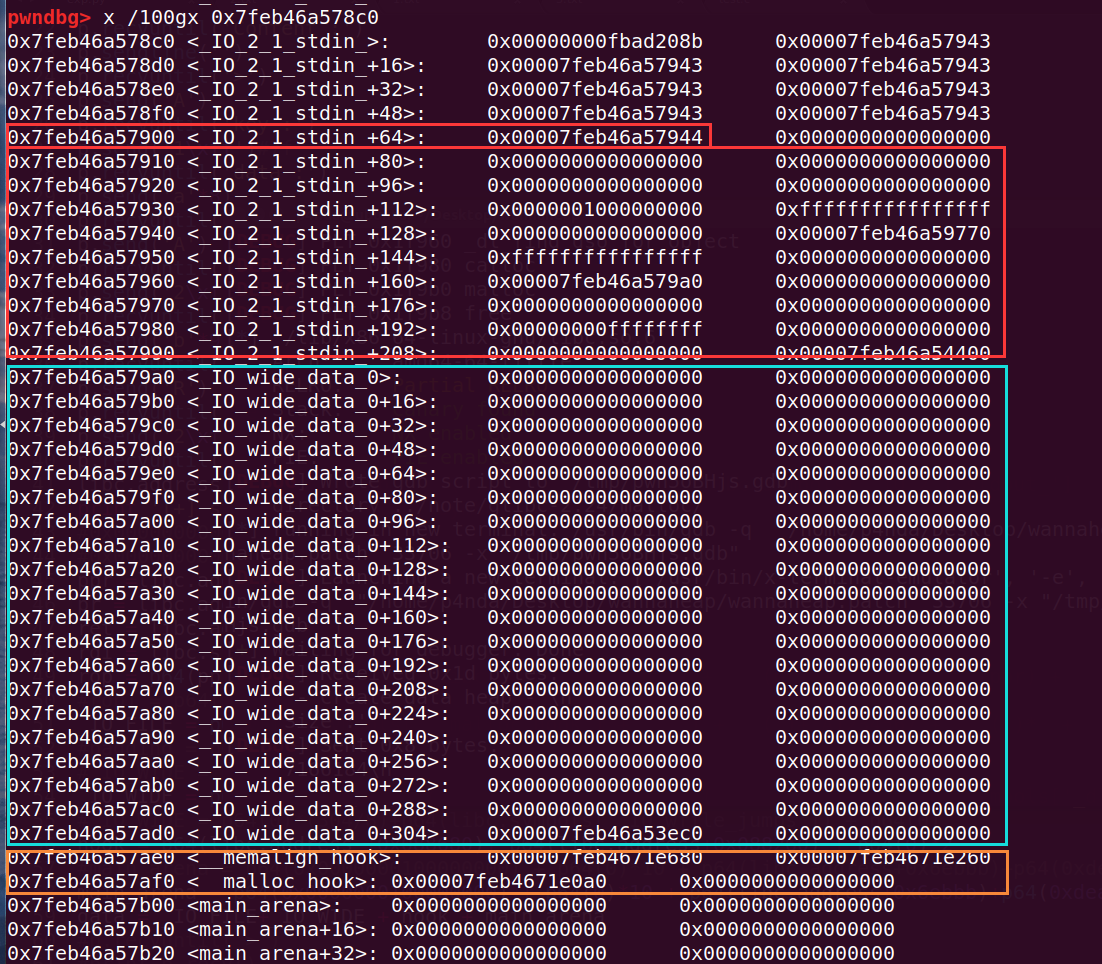 pwndbg> x /100gx 0x7feb46a578c0
0x7feb46a578c0 <_IO_2_1_stdin_>: 0x00000000fbad208b 0x00007feb46a57943
0x7feb46a578d0 <_IO_2_1_stdin_+16>: 0x00007feb46a57943 0x00007feb46a57943
0x7feb46a578e0 <_IO_2_1_stdin_+32>: 0x00007feb46a57943 0x00007feb46a57943
0x7feb46a578f0 <_IO_2_1_stdin_+48>: 0x00007feb46a57943 0x00007feb46a57943
0x7feb46a57900 <_IO_2_1_stdin_+64>: 0x00007feb46a57944 0x0000000000000000
0x7feb46a57910 <_IO_2_1_stdin_+80>: 0x0000000000000000 0x0000000000000000
0x7feb46a57920 <_IO_2_1_stdin_+96>: 0x0000000000000000 0x0000000000000000
0x7feb46a57930 <_IO_2_1_stdin_+112>: 0x0000001000000000 0xffffffffffffffff
0x7feb46a57940 <_IO_2_1_stdin_+128>: 0x0000000000000000 0x00007feb46a59770
0x7feb46a57950 <_IO_2_1_stdin_+144>: 0xffffffffffffffff 0x0000000000000000
0x7feb46a57960 <_IO_2_1_stdin_+160>: 0x00007feb46a579a0 0x0000000000000000
0x7feb46a57970 <_IO_2_1_stdin_+176>: 0x0000000000000000 0x0000000000000000
0x7feb46a57980 <_IO_2_1_stdin_+192>: 0x00000000ffffffff 0x0000000000000000
0x7feb46a57990 <_IO_2_1_stdin_+208>: 0x0000000000000000 0x00007feb46a54400
0x7feb46a579a0 <_IO_wide_data_0>: 0x0000000000000000 0x0000000000000000
0x7feb46a579b0 <_IO_wide_data_0+16>: 0x0000000000000000 0x0000000000000000
0x7feb46a579c0 <_IO_wide_data_0+32>: 0x0000000000000000 0x0000000000000000
0x7feb46a579d0 <_IO_wide_data_0+48>: 0x0000000000000000 0x0000000000000000
0x7feb46a579e0 <_IO_wide_data_0+64>: 0x0000000000000000 0x0000000000000000
0x7feb46a579f0 <_IO_wide_data_0+80>: 0x0000000000000000 0x0000000000000000
0x7feb46a57a00 <_IO_wide_data_0+96>: 0x0000000000000000 0x0000000000000000
0x7feb46a57a10 <_IO_wide_data_0+112>: 0x0000000000000000 0x0000000000000000
0x7feb46a57a20 <_IO_wide_data_0+128>: 0x0000000000000000 0x0000000000000000
0x7feb46a57a30 <_IO_wide_data_0+144>: 0x0000000000000000 0x0000000000000000
0x7feb46a57a40 <_IO_wide_data_0+160>: 0x0000000000000000 0x0000000000000000
0x7feb46a57a50 <_IO_wide_data_0+176>: 0x0000000000000000 0x0000000000000000
0x7feb46a57a60 <_IO_wide_data_0+192>: 0x0000000000000000 0x0000000000000000
0x7feb46a57a70 <_IO_wide_data_0+208>: 0x0000000000000000 0x0000000000000000
0x7feb46a57a80 <_IO_wide_data_0+224>: 0x0000000000000000 0x0000000000000000
0x7feb46a57a90 <_IO_wide_data_0+240>: 0x0000000000000000 0x0000000000000000
0x7feb46a57aa0 <_IO_wide_data_0+256>: 0x0000000000000000 0x0000000000000000
0x7feb46a57ab0 <_IO_wide_data_0+272>: 0x0000000000000000 0x0000000000000000
0x7feb46a57ac0 <_IO_wide_data_0+288>: 0x0000000000000000 0x0000000000000000
0x7feb46a57ad0 <_IO_wide_data_0+304>: 0x00007feb46a53ec0 0x0000000000000000
0x7feb46a57ae0 <__memalign_hook>: 0x00007feb4671e680 0x00007feb4671e260
0x7feb46a57af0 <__malloc_hook>: 0x00007feb4671e0a0 0x0000000000000000
0x7feb46a57b00 <main_arena>: 0x0000000000000000 0x0000000000000000
0x7feb46a57b10 <main_arena+16>: 0x0000000000000000 0x0000000000000000
0x7feb46a57b20 <main_arena+32>: 0x0000000000000000 0x0000000000000000